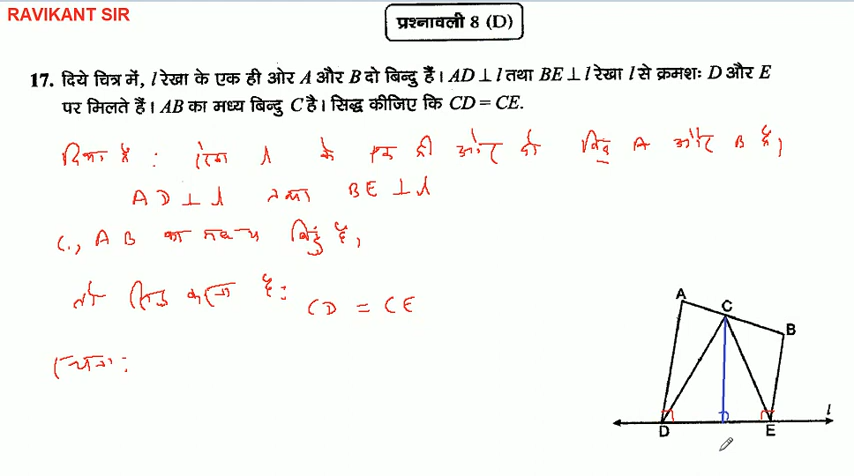 RAVIKANT SIR
प्रश्नावली 8 (D)
17. दिये चित्र में, l रेखा के एक ही ओर A और B दो बिन्दु हैं। AD ⊥ l तथा BE ⊥ l रेखा l से क्रमशः D और E
पर मिलते हैं। AB का मध्य बिन्दु C है। सिद्ध कीजिए कि CD = CE.
दिया है : रेखा l के एक ही ओर दो बिंदु A और B हैं,
AD ⊥ l तथा BE ⊥ l
C, AB का मध्य बिंदु है,
तो सिद्ध करना है :
CD = CE
रचना :
A
C
B
D
E
l